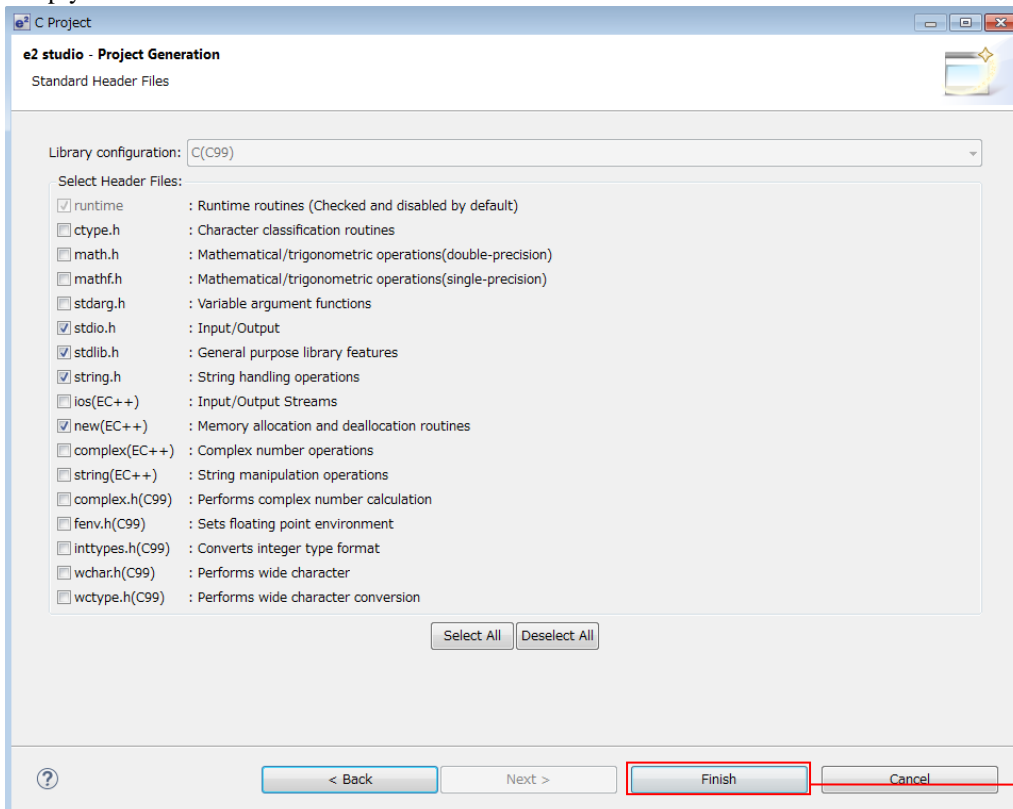 C Project
e2 studio - Project Generation
Standard Header Files
Library configuration: C(C99)
Select Header Files:
runtime : Runtime routines (Checked and disabled by default)
ctype.h : Character classification routines
math.h : Mathematical/trigonometric operations(double-precision)
mathf.h : Mathematical/trigonometric operations(single-precision)
stdarg.h : Variable argument functions
stdio.h : Input/Output
stdlib.h : General purpose library features
string.h : String handling operations
ios(EC++) : Input/Output Streams
new(EC++) : Memory allocation and deallocation routines
complex(EC++) : Complex number operations
string(EC++) : String manipulation operations
complex.h(C99) : Performs complex number calculation
fenv.h(C99) : Sets floating point environment
inttypes.h(C99) : Converts integer type format
wchar.h(C99) : Performs wide character
wctype.h(C99) : Performs wide character conversion
Select All Deselect All
< Back Next > Finish Cancel